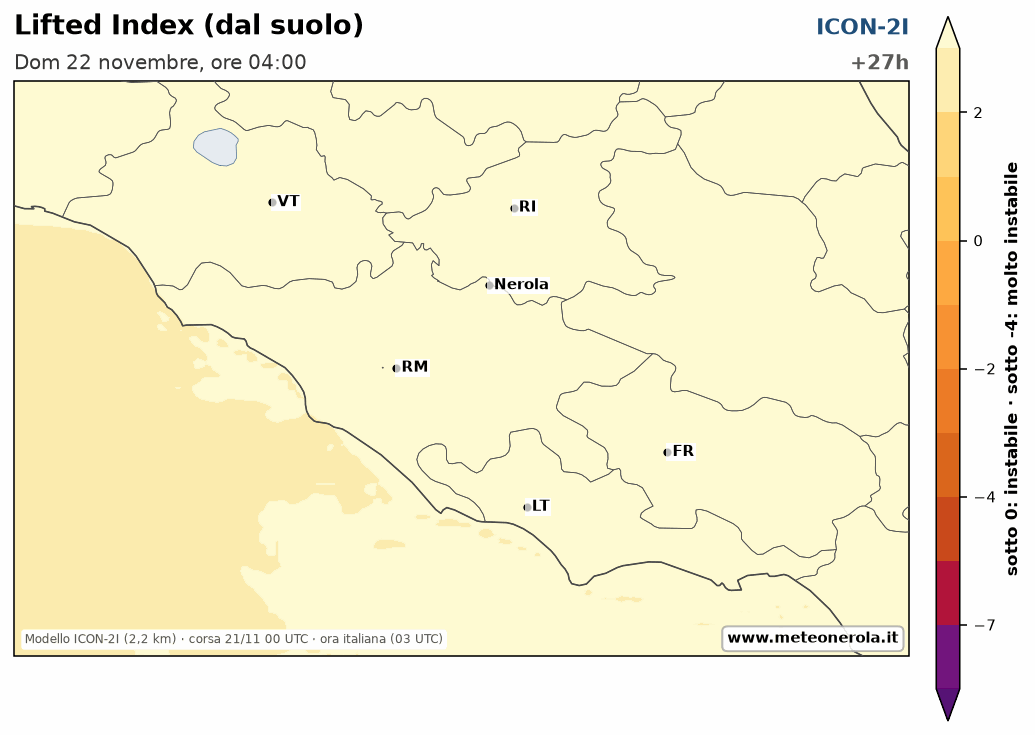 Lifted Index (dal suolo)
ICON-2I
Dom 22 novembre, ore 04:00
+27h
VT
RI
Nerola
RM
FR
LT
Modello ICON-2I (2,2 km) · corsa 21/11 00 UTC · ora italiana (03 UTC)
www.meteonerola.it
2
0
−2
−4
−7
sotto 0: instabile · sotto -4: molto instabile